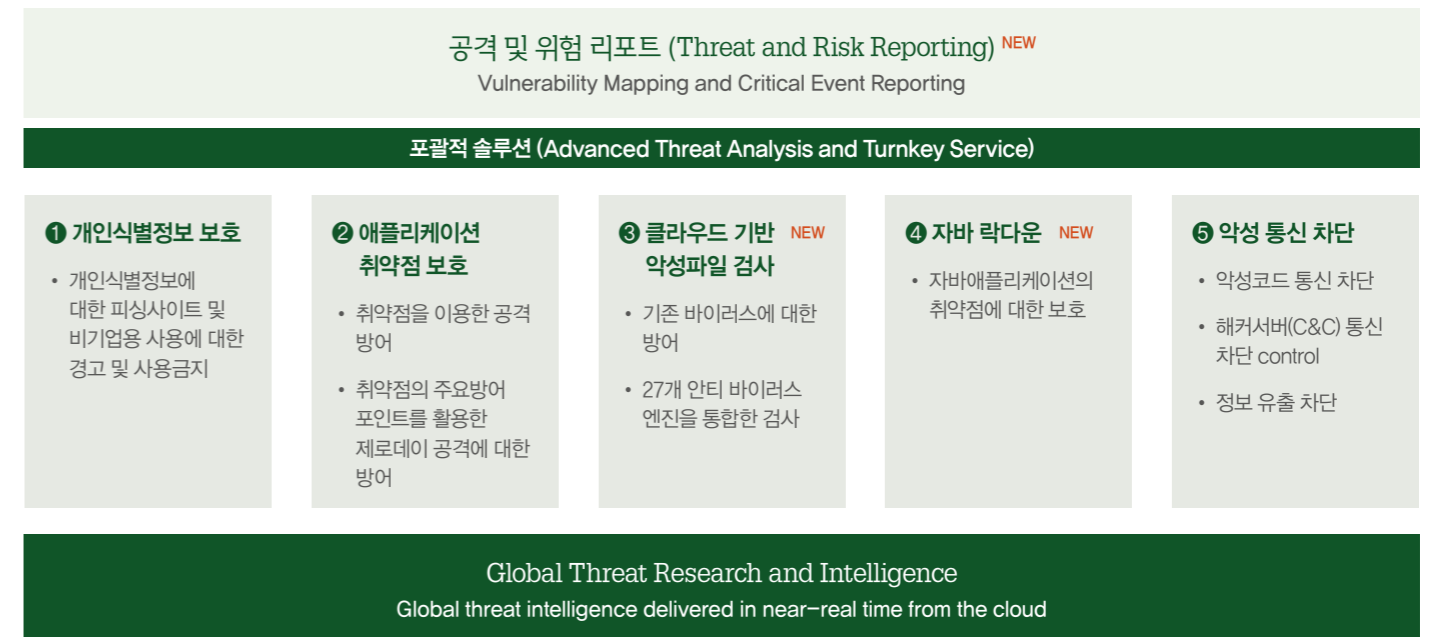 공격 및 위험 리포트 (Threat and Risk Reporting) NEW
Vulnerability Mapping and Critical Event Reporting
포괄적 솔루션 (Advanced Threat Analysis and Turnkey Service)
❶ 개인식별정보 보호
• 개인식별정보에
대한 피싱사이트 및
비기업용 사용에 대한
경고 및 사용금지
❷ 애플리케이션
취약점 보호
• 취약점을 이용한 공격
방어
• 취약점의 주요방어
포인트를 활용한
제로데이 공격에 대한
방어
❸ 클라우드 기반 NEW
악성파일 검사
• 기존 바이러스에 대한
방어
• 27개 안티 바이러스
엔진을 통합한 검사
❹ 자바 락다운 NEW
• 자바애플리케이션의
취약점에 대한 보호
❺ 악성 통신 차단
• 악성코드 통신 차단
• 해커서버(C&C) 통신
차단 control
• 정보 유출 차단
Global Threat Research and Intelligence
Global threat intelligence delivered in near-real time from the cloud